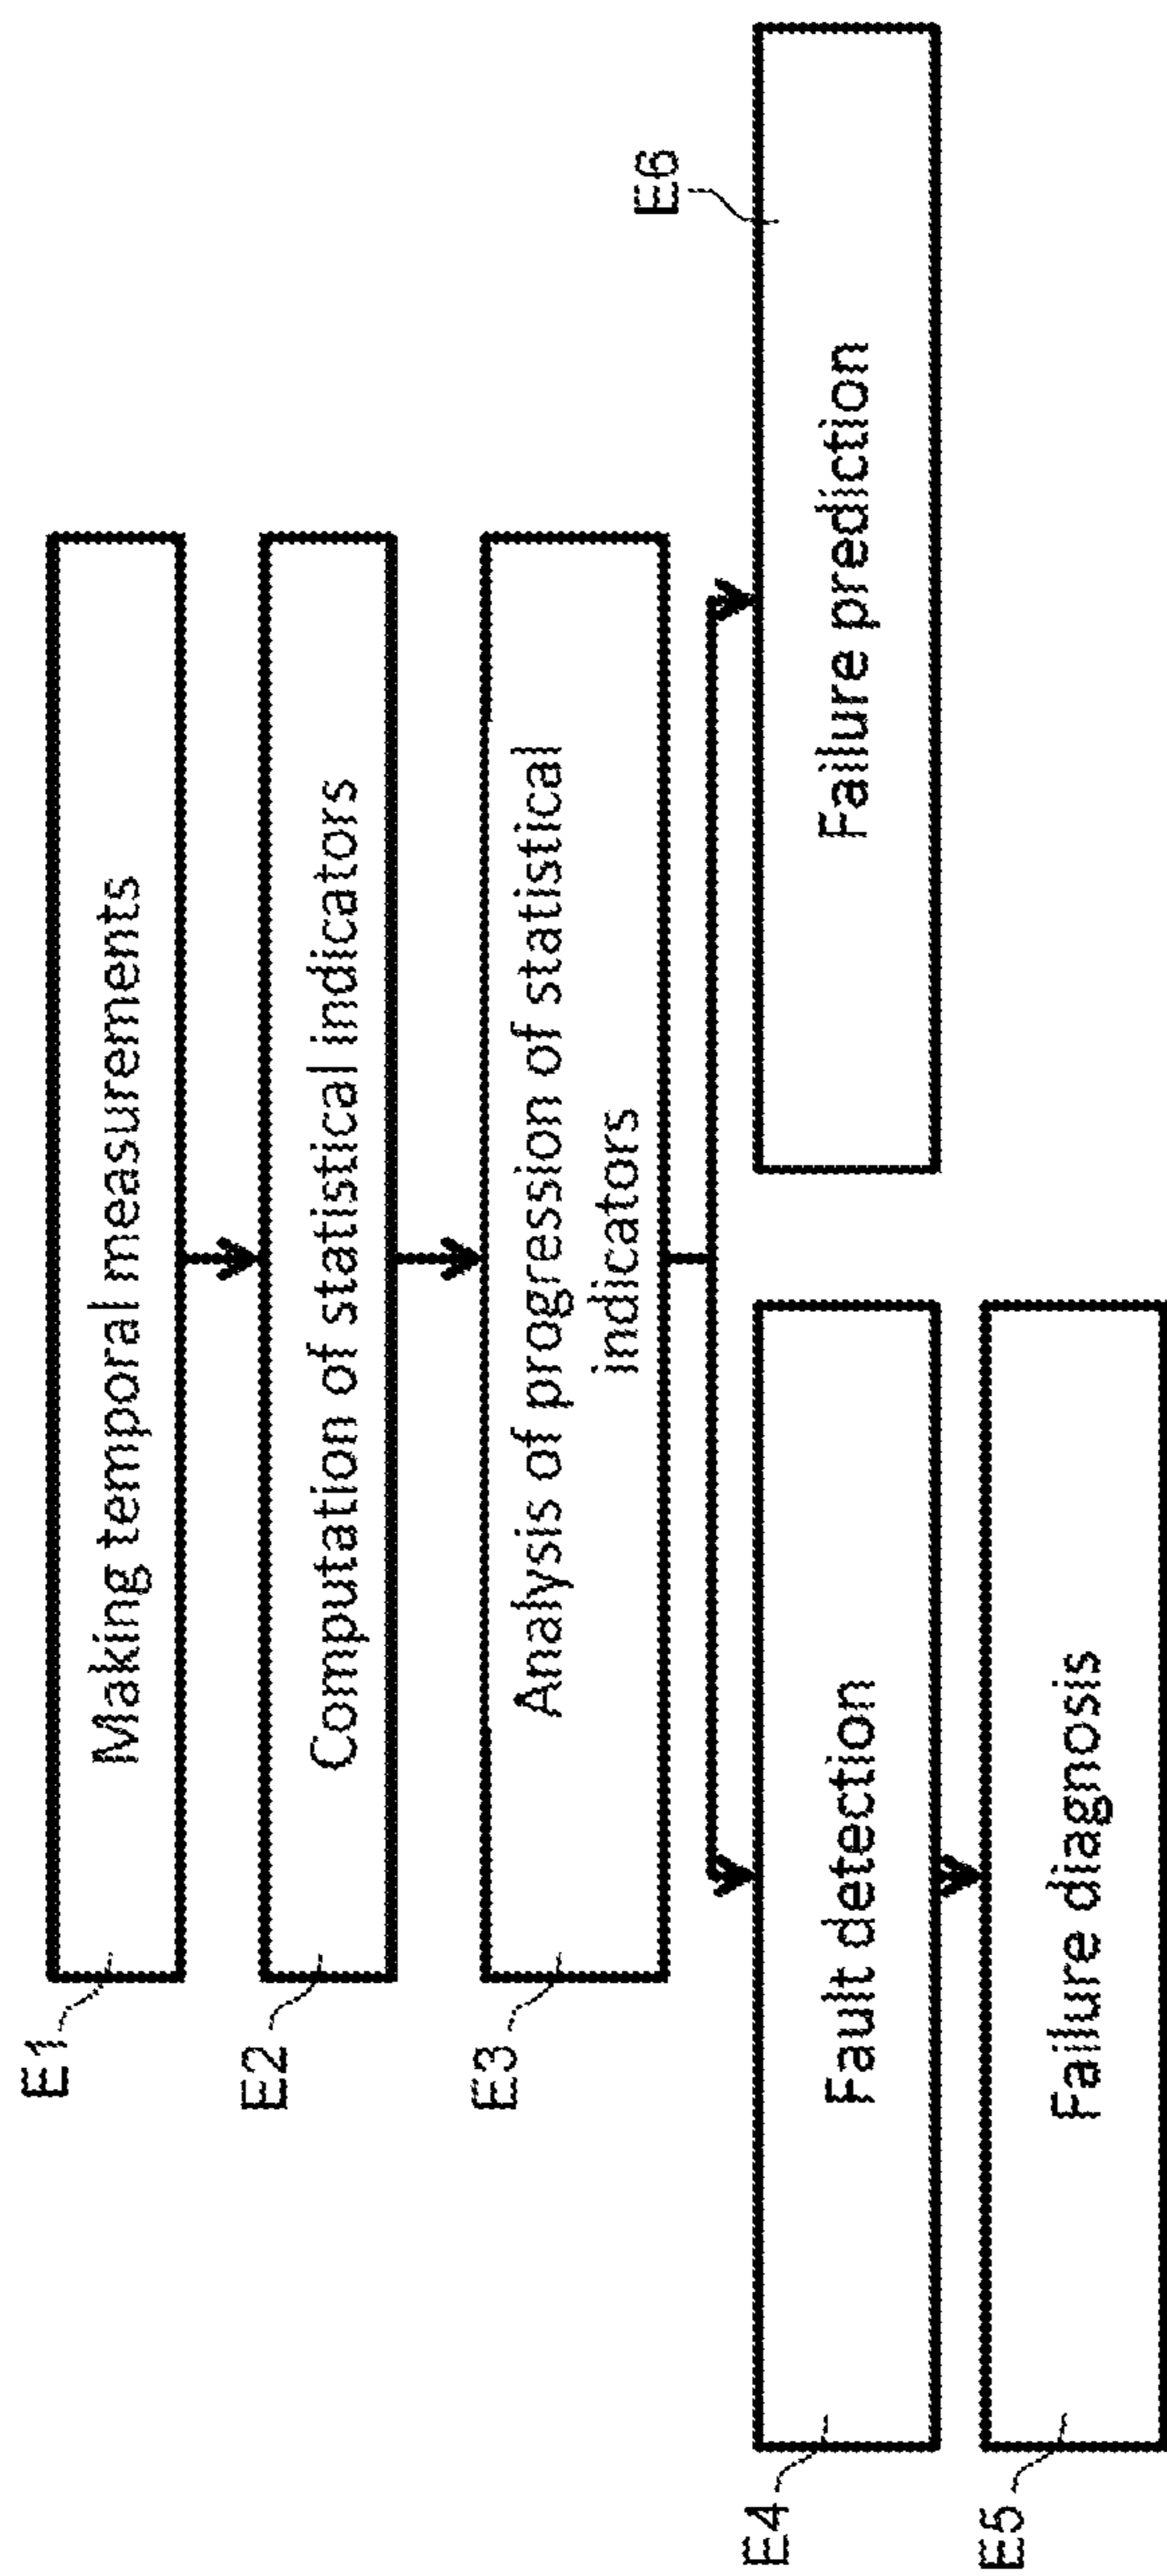 E1
Making temporal measurements
E2
Computation of statistical indicators
E3
Analysis of progression of statistical
indicators
E4
Fault detection
E6
Failure prediction
E5
Failure diagnosis